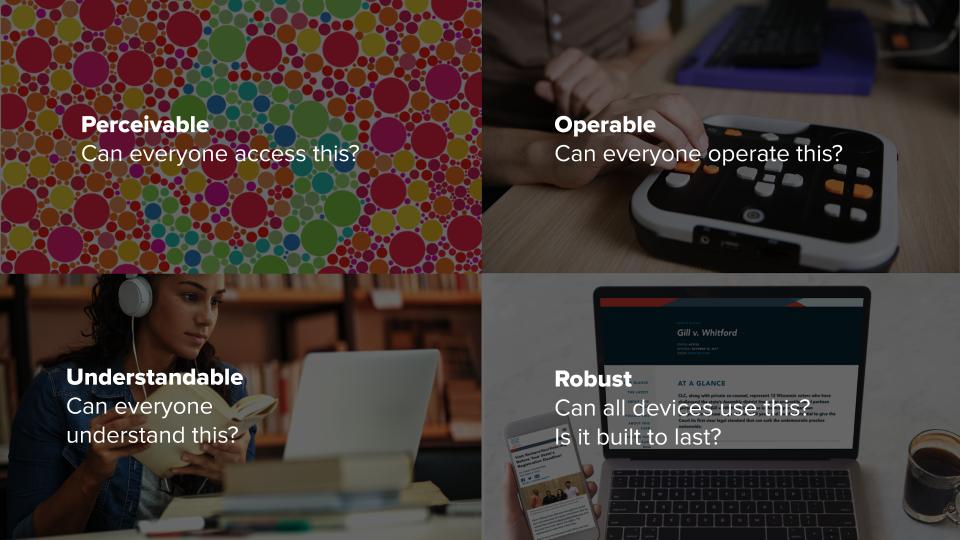 Perceivable
Can everyone access this?
Operable
Can everyone operate this?
Understandable
Can everyone
understand this?
Gill v. Whitford
AT A GLANCE
Robust
Can all devices use this?
Is it built to last?